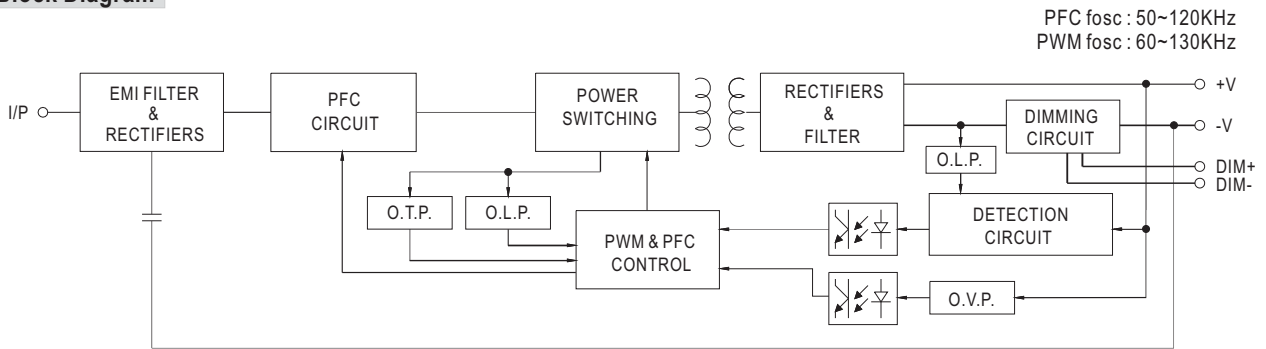 Block Diagram
PFC fosc : 50~120KHz
PWM fosc : 60~130KHz
I/P
EMI FILTER
&
RECTIFIERS
PFC
CIRCUIT
POWER
SWITCHING
RECTIFIERS
&
FILTER
DIMMING
CIRCUIT
+V
-V
DIM+
DIM-
O.L.P.
O.T.P.
O.L.P.
PWM & PFC
CONTROL
DETECTION
CIRCUIT
O.V.P.